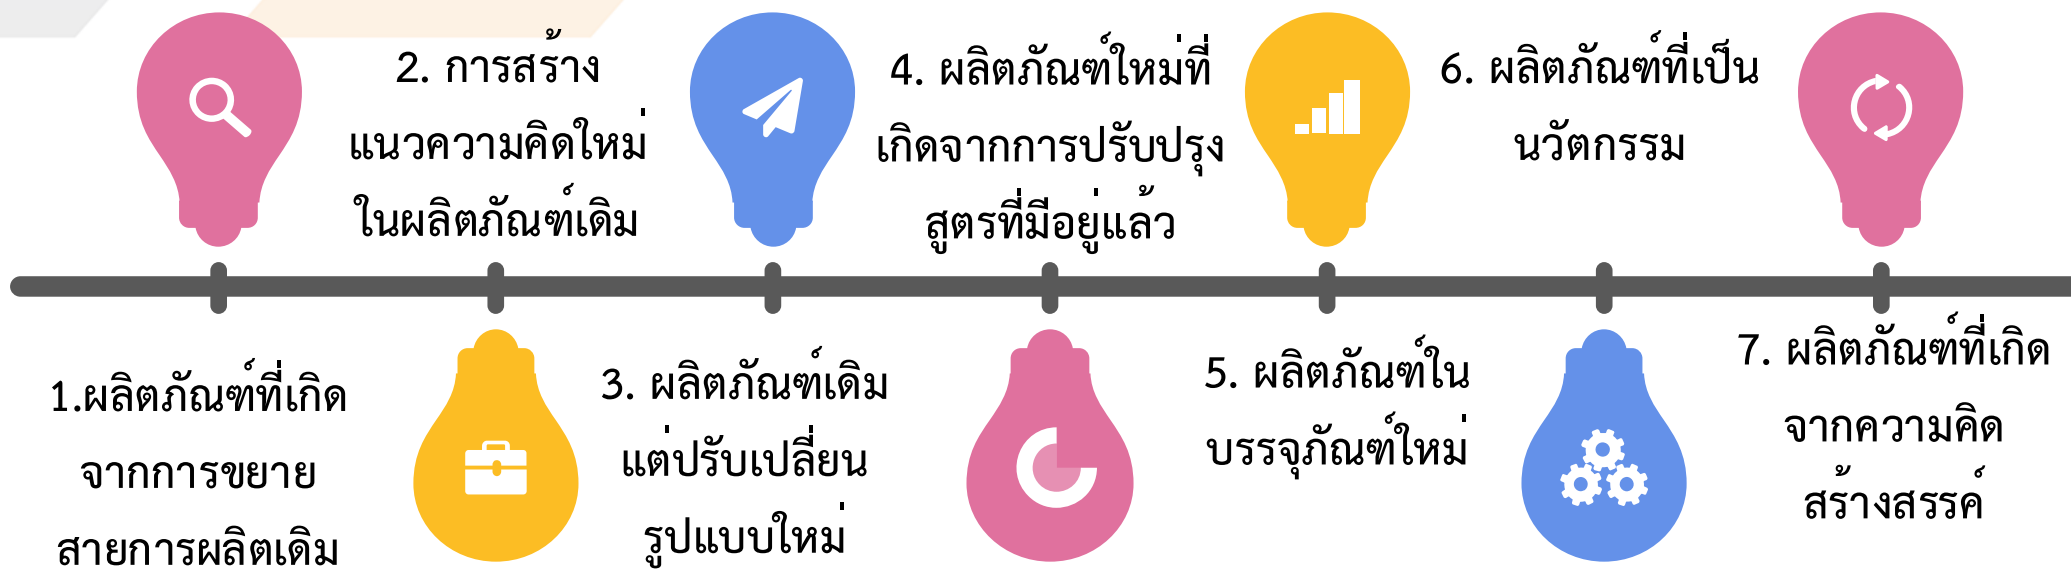 1.ผลิตภัณฑ์ที่เกิด
จากการขยาย
สายการผลิตเดิม
2. การสร้าง
แนวความคิดใหม่
ในผลิตภัณฑ์เดิม
3. ผลิตภัณฑ์เดิม
แต่ปรับเปลี่ยน
รูปแบบใหม่
4. ผลิตภัณฑ์ใหม่ที่
เกิดจากการปรับปรุง
สูตรที่มีอยู่แล้ว
5. ผลิตภัณฑ์ใน
บรรจุภัณฑ์ใหม่
6. ผลิตภัณฑ์ที่เป็น
นวัตกรรม
7. ผลิตภัณฑ์ที่เกิด
จากความคิด
สร้างสรรค์